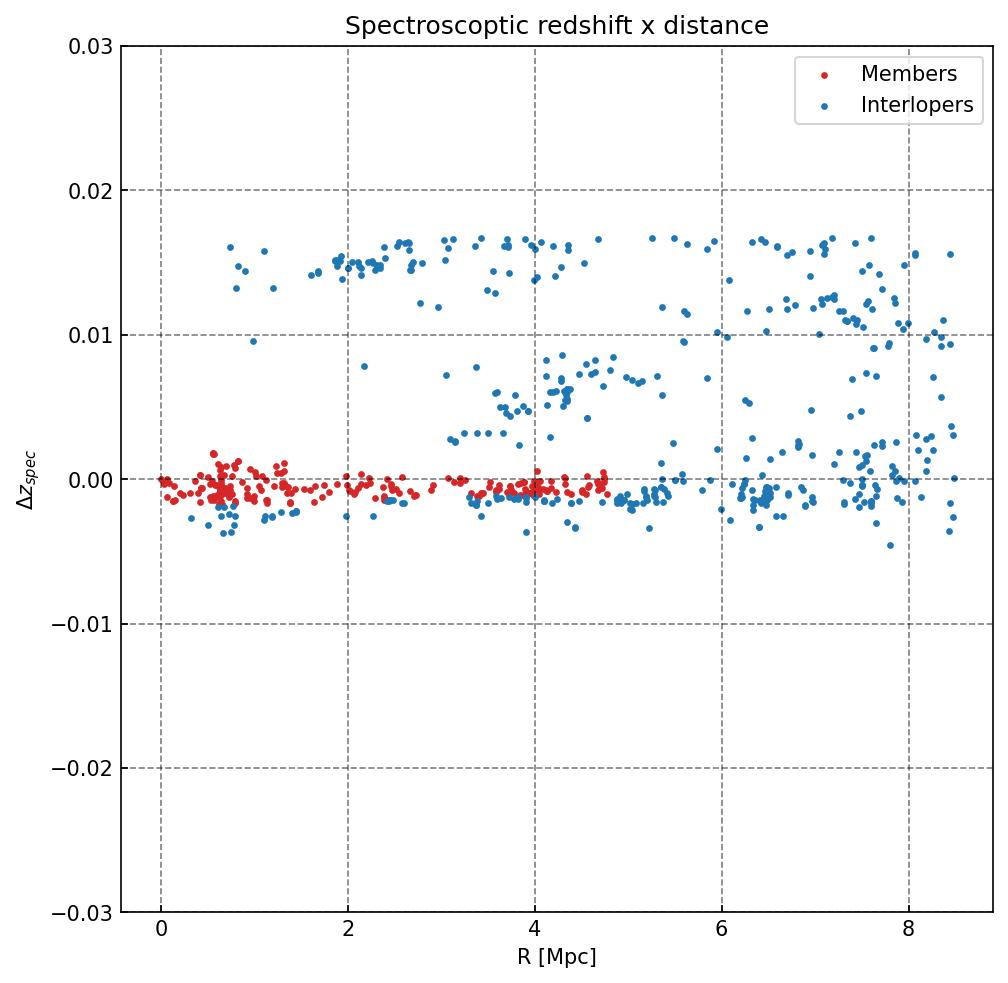 Spectroscoptic redshift x distance
Members
Interlopers
0.03
0.02
0.01
0.00
−0.01
−0.02
−0.03
Δz_spec
0
2
4
6
8
R [Mpc]